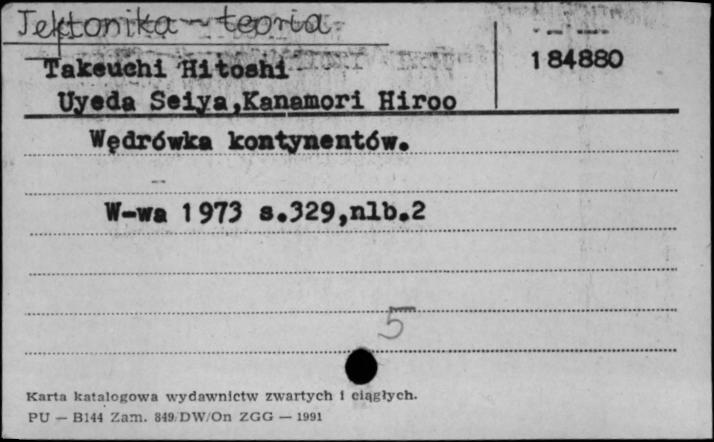 Tektonika - teoria
Takeuchi Hitoshi
184880
Uyeda Seiya,Kanamori Hiroo
Wędrówka kontynentów.
W-wa 1973 s.329,nlb.2
5
Karta katalogowa wydawnictw zwartych i ciągłych.
PU — B144 Zam. 849/DW/On ZGG — 1991